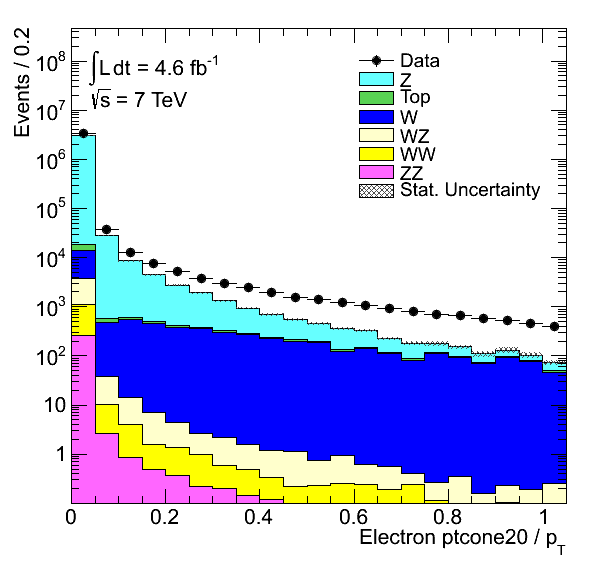 Events / 0.2
10⁸
10⁷
10⁶
10⁵
10⁴
10³
10²
10
1
∫L dt = 4.6 fb⁻¹
√s = 7 TeV
Data
Z
Top
W
WZ
WW
ZZ
Stat. Uncertainty
0 0.2 0.4 0.6 0.8 1
Electron ptcone20 / p_T